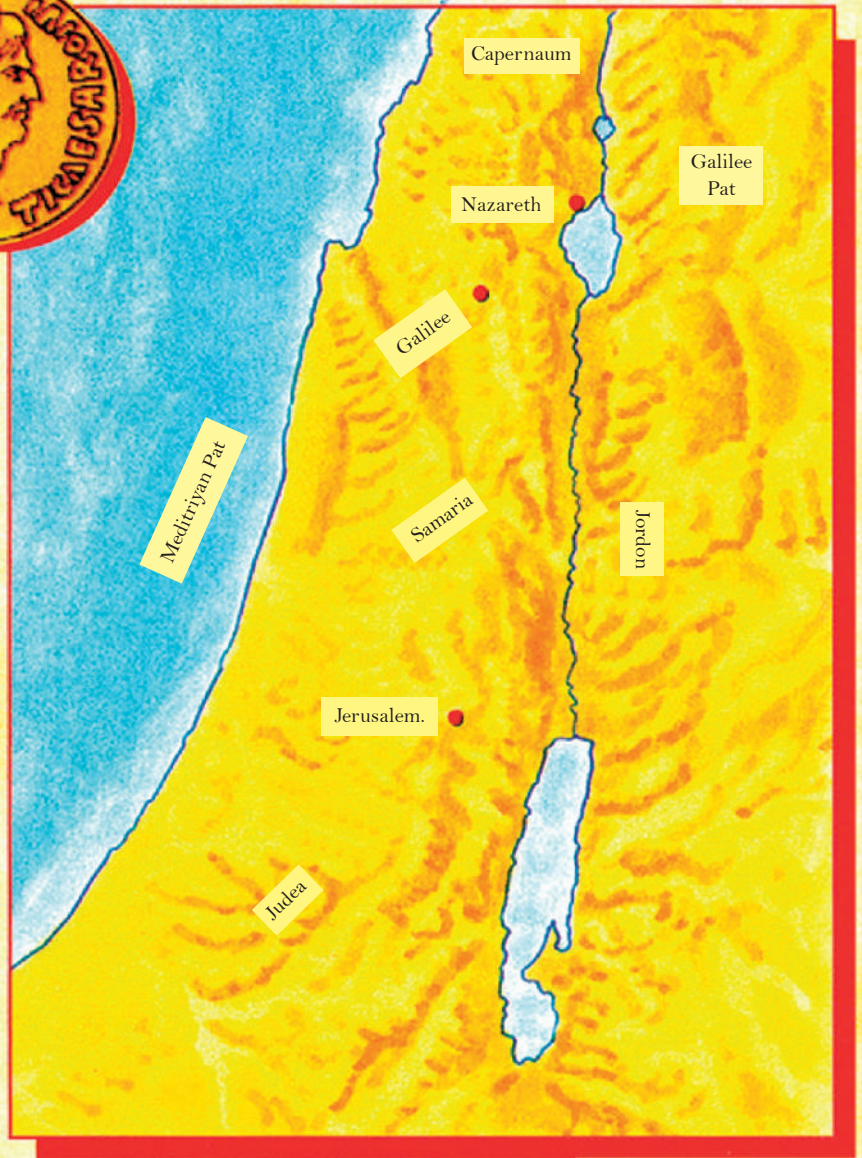 Capernaum
Galilee
Pat
Nazareth
Galilee
Meditriyan Pat
Samaria
Jordon
Jerusalem.
Judea